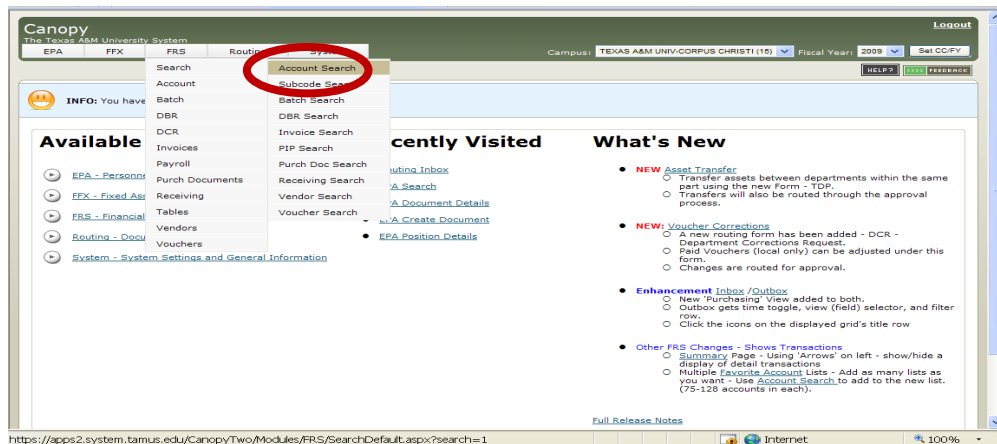 Canopy
Logout
The Texas A&M University System
EPA FFX FRS Routin Sy
Campus: TEXAS A&M UNIV-CORPUS CHRISTI (15) Fiscal Year: 2009 Set CC/FY
HELP? >>>> FEEDBACK
Search
Account
Batch
DBR
DCR
Invoices
Payroll
Purch Documents
Receiving
Tables
Vendors
Vouchers
Account Search
Subcode Sea
Batch Search
DBR Search
Invoice Search
PIP Search
Purch Doc Search
Receiving Search
Vendor Search
Voucher Search
INFO: You have
Available
EPA - Personne
FFX - Fixed Ass
FRS - Financial
Routing - Docu
System - System Settings and General Information
cently Visited
outing Inbox
PA Search
PA Document Details
EPA Create Document
EPA Position Details
What's New
NEW Asset Transfer
Transfer assets between departments within the same
part using the new Form - TDP.
Transfers will also be routed through the approval
process.
NEW: Voucher Corrections
A new routing form has been added - DCR -
Department Corrections Request.
Paid Vouchers (local only) can be adjusted under this
form.
Changes are routed for approval.
Enhancement Inbox /Outbox
New 'Purchasing' View added to both.
Outbox gets time toggle, view (field) selector, and filter
row.
Click the icons on the displayed grid's title row
Other FRS Changes - Shows Transactions
Summary Page - Using 'Arrows' on left - show/hide a
display of detail transactions
Multiple Favorite Account Lists - Add as many lists as
you want - Use Account Search to add to the new list.
(75-128 accounts in each).
Full Release Notes
https://apps2.system.tamus.edu/CanopyTwo/Modules/FRS/SearchDefault.aspx?search=1
Internet
100%